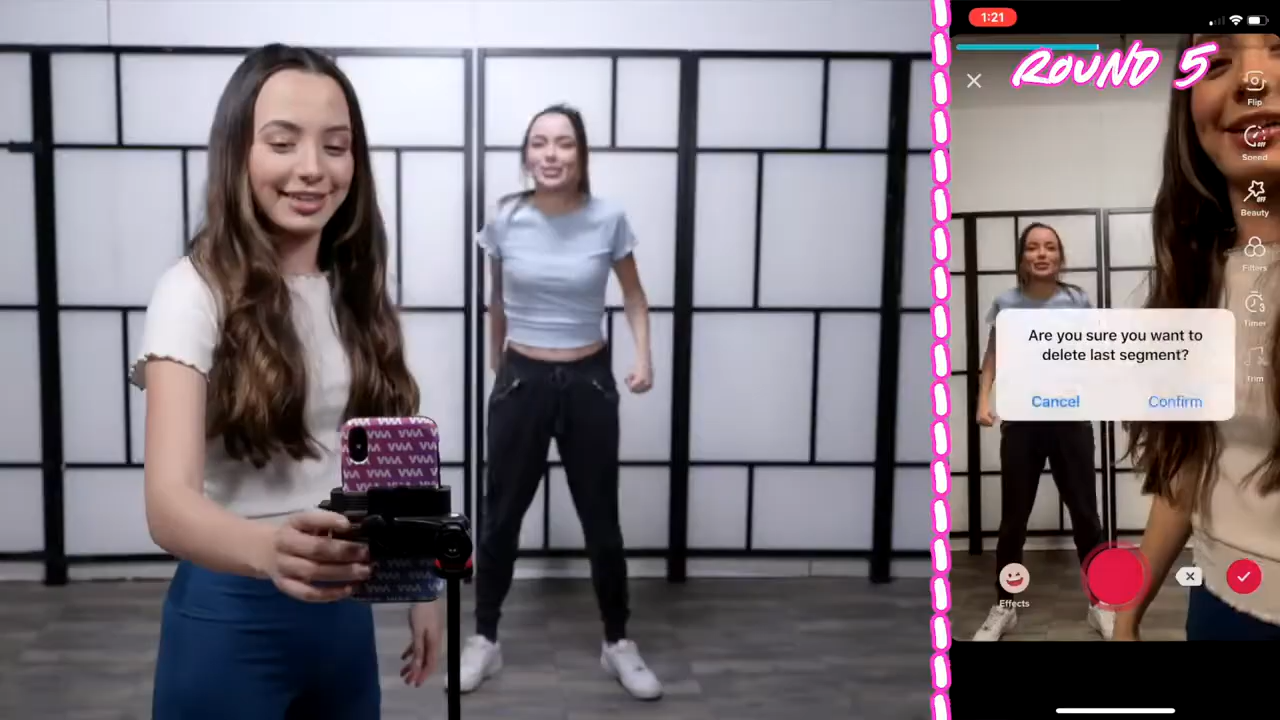 1:21
ROUND 5
Flip
Speed
Beauty
Filters
Timer
Trim
Are you sure you want to
delete last segment?
Cancel
Confirm
Effects